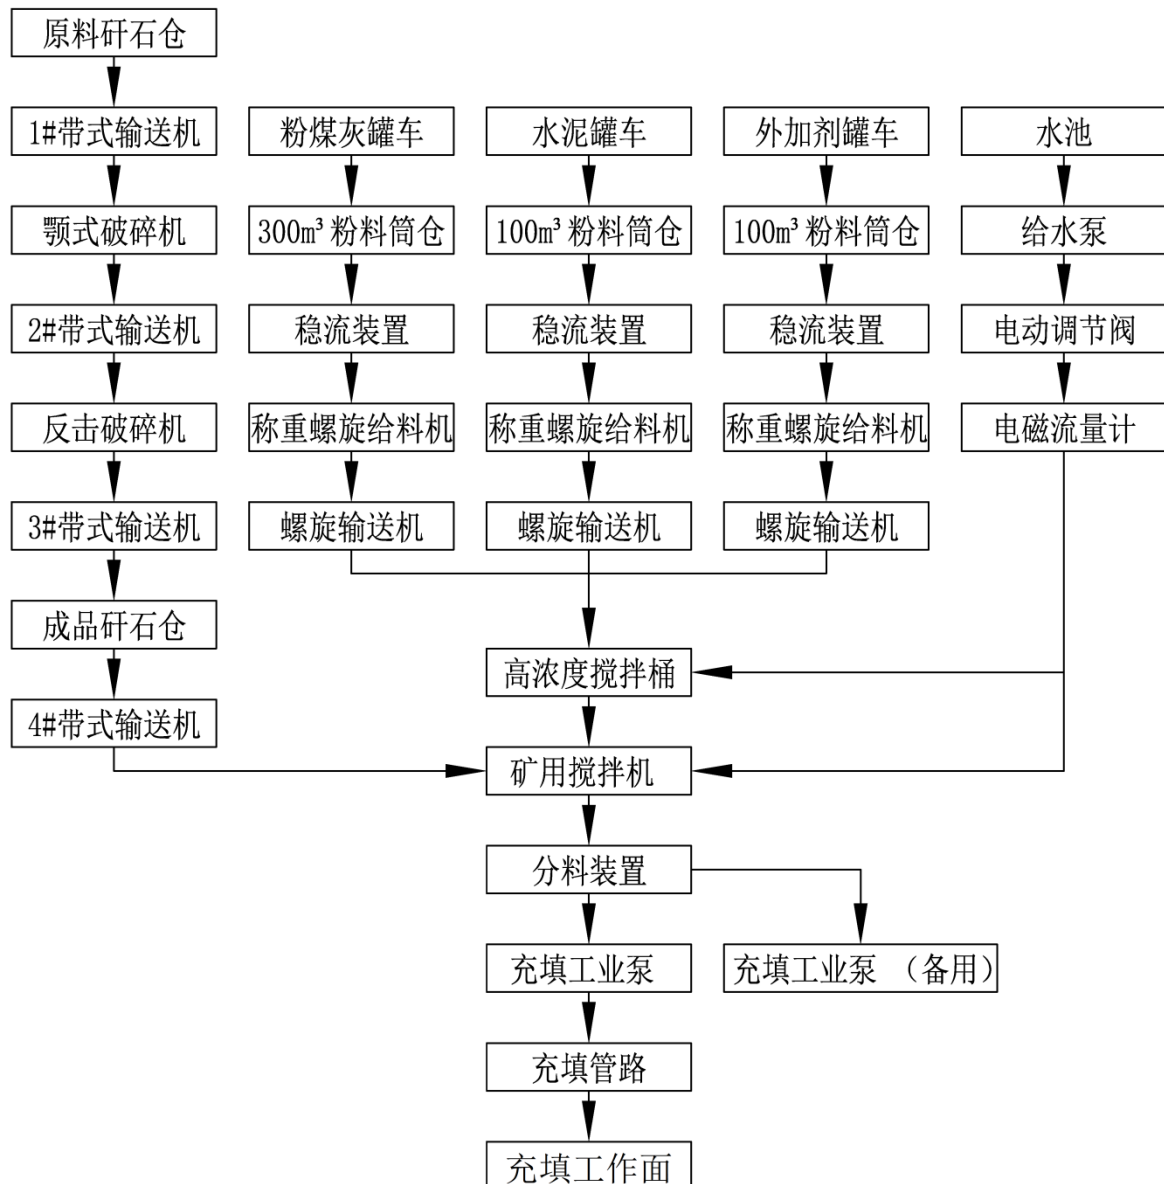 原料矸石仓
1#带式输送机
粉煤灰罐车
水泥罐车
外加剂罐车
水池
颚式破碎机
300m³粉料筒仓
100m³粉料筒仓
100m³粉料筒仓
给水泵
2#带式输送机
稳流装置
稳流装置
稳流装置
电动调节阀
反击破碎机
称重螺旋给料机
称重螺旋给料机
称重螺旋给料机
电磁流量计
3#带式输送机
螺旋输送机
螺旋输送机
螺旋输送机
成品矸石仓
高浓度搅拌桶
4#带式输送机
矿用搅拌机
分料装置
充填工业泵
充填工业泵 （备用）
充填管路
充填工作面